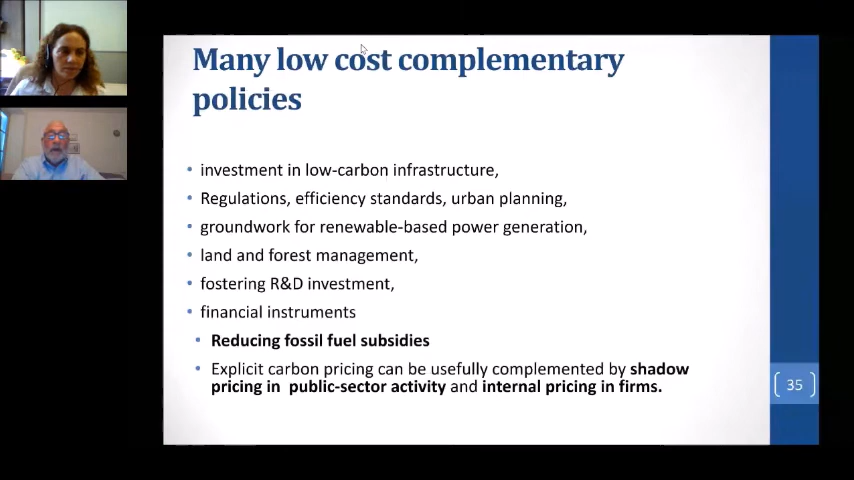 Many low cost complementary
policies
• investment in low-carbon infrastructure,
• Regulations, efficiency standards, urban planning,
• groundwork for renewable-based power generation,
• land and forest management,
• fostering R&D investment,
• financial instruments
• Reducing fossil fuel subsidies
• Explicit carbon pricing can be usefully complemented by shadow
pricing in public-sector activity and internal pricing in firms.
35